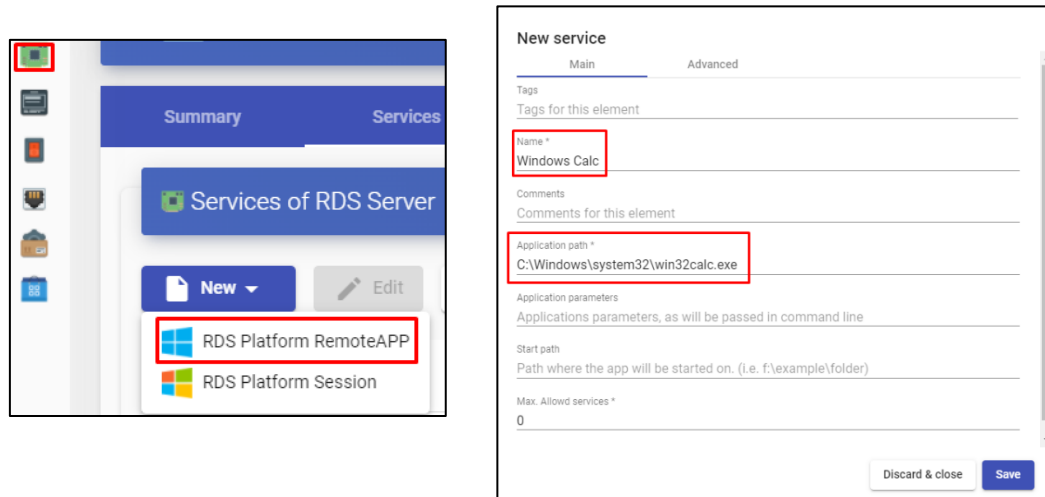 Summary
Services
Services of RDS Server
New
Edit
RDS Platform RemoteAPP
RDS Platform Session
New service
Main
Advanced
Tags
Tags for this element
Name *
Windows Calc
Comments
Comments for this element
Application path *
C:\Windows\system32\win32calc.exe
Application parameters
Applications parameters, as will be passed in command line
Start path
Path where the app will be started on. (i.e. f:\example\folder)
Max. Allowd services *
0
Discard & close
Save